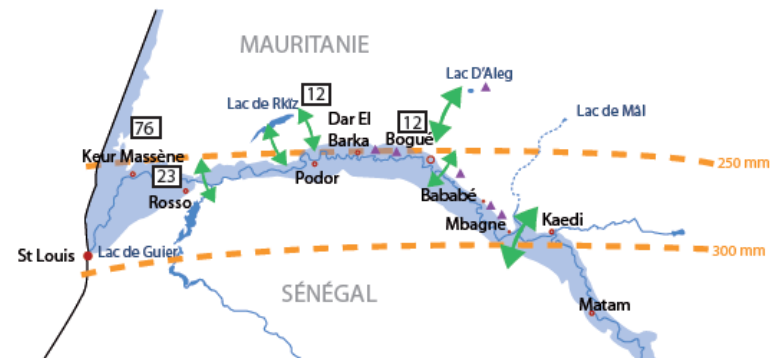 MAURITANIE
Lac D'Aleg
12
Lac de Rkïz
Dar El
Barka
12
Bogué
Lac de Mâl
76
Keur Massène
250 mm
23
Podor
Rosso
Bababé
Mbagne
Kaedi
St Louis
Lac de Guier
300 mm
SÉNÉGAL
Matam